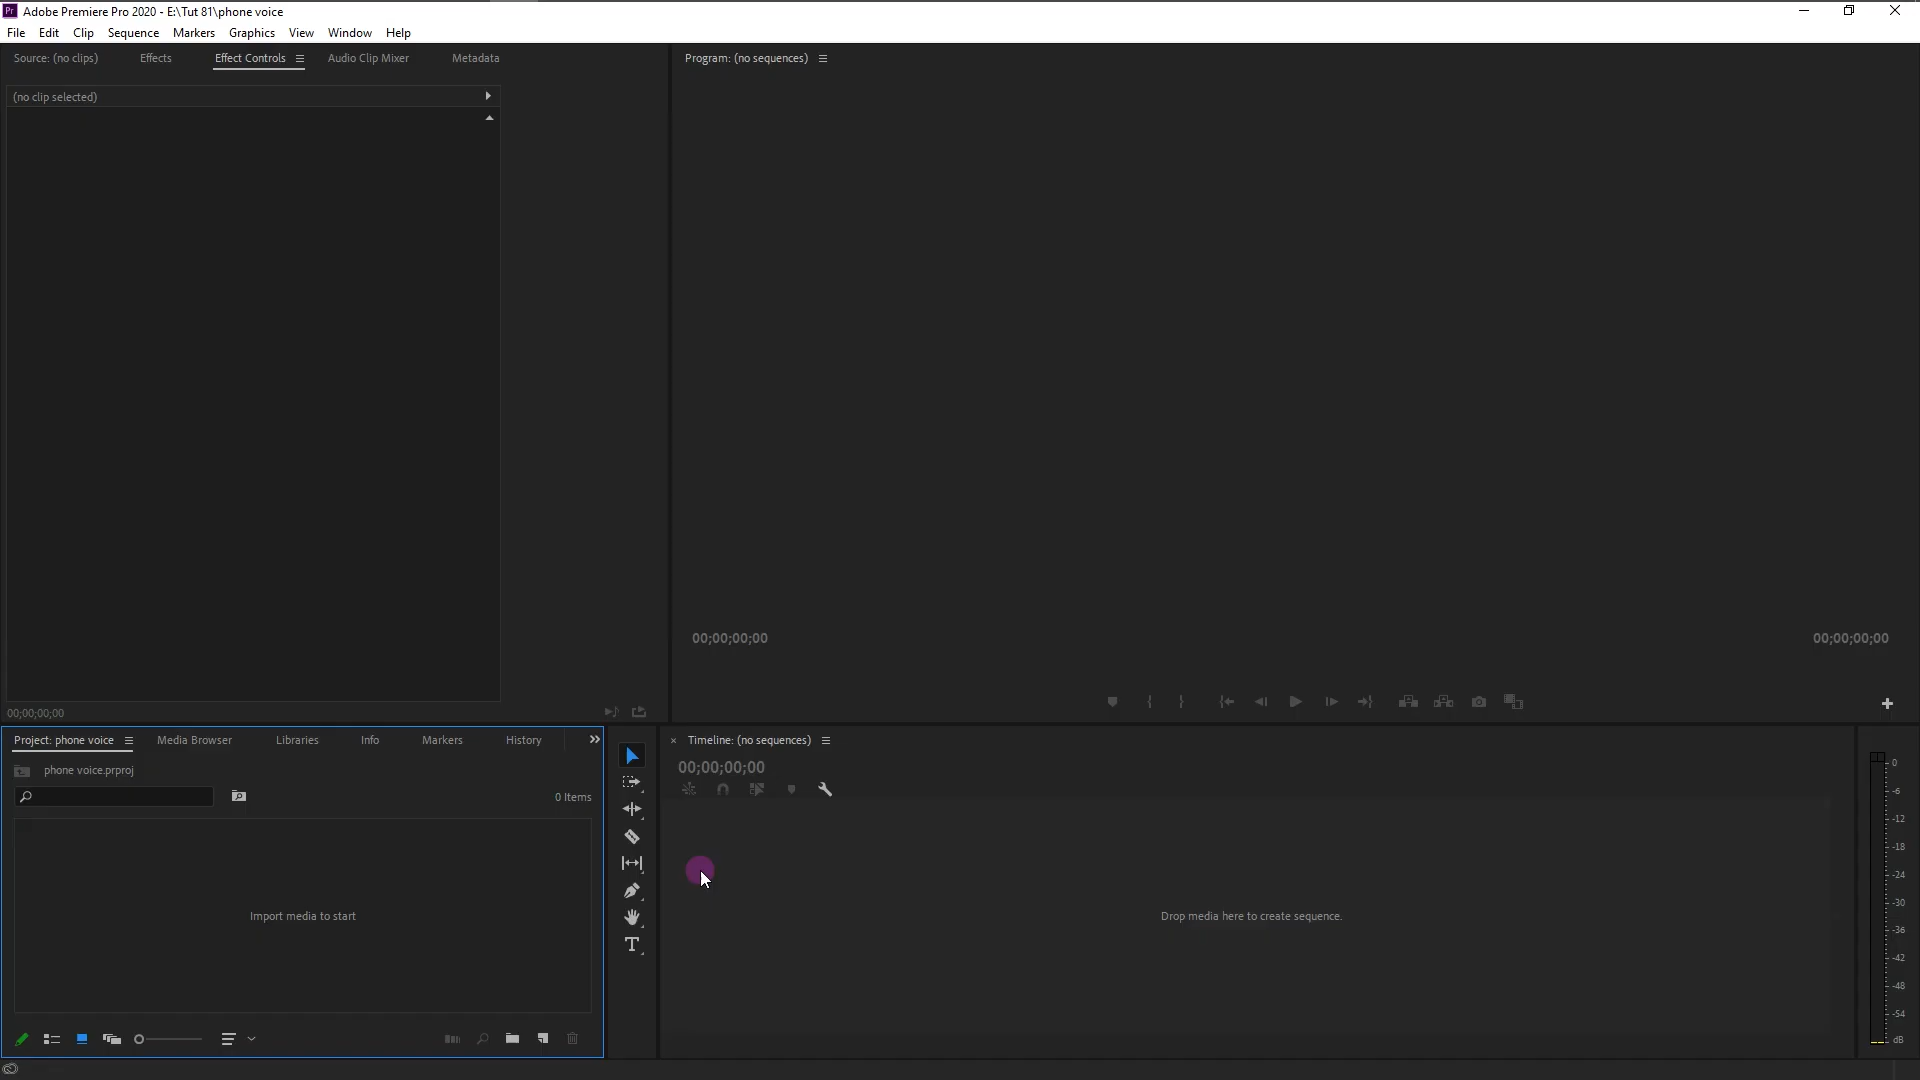 Pr Adobe Premiere Pro 2020 - E:\Tut 81\phone voice
File Edit Clip Sequence Markers Graphics View Window Help
Source: (no clips) Effects Effect Controls Audio Clip Mixer Metadata
Program: (no sequences)
(no clip selected)
00;00;00;00 00;00;00;00
00;00;00;00
Project: phone voice Media Browser Libraries Info Markers History
Timeline: (no sequences)
00;00;00;00
phone voice.prproj
0 Items
Import media to start
Drop media here to create sequence.
0
-6
-12
-18
-24
-30
-36
-42
-48
-54
dB